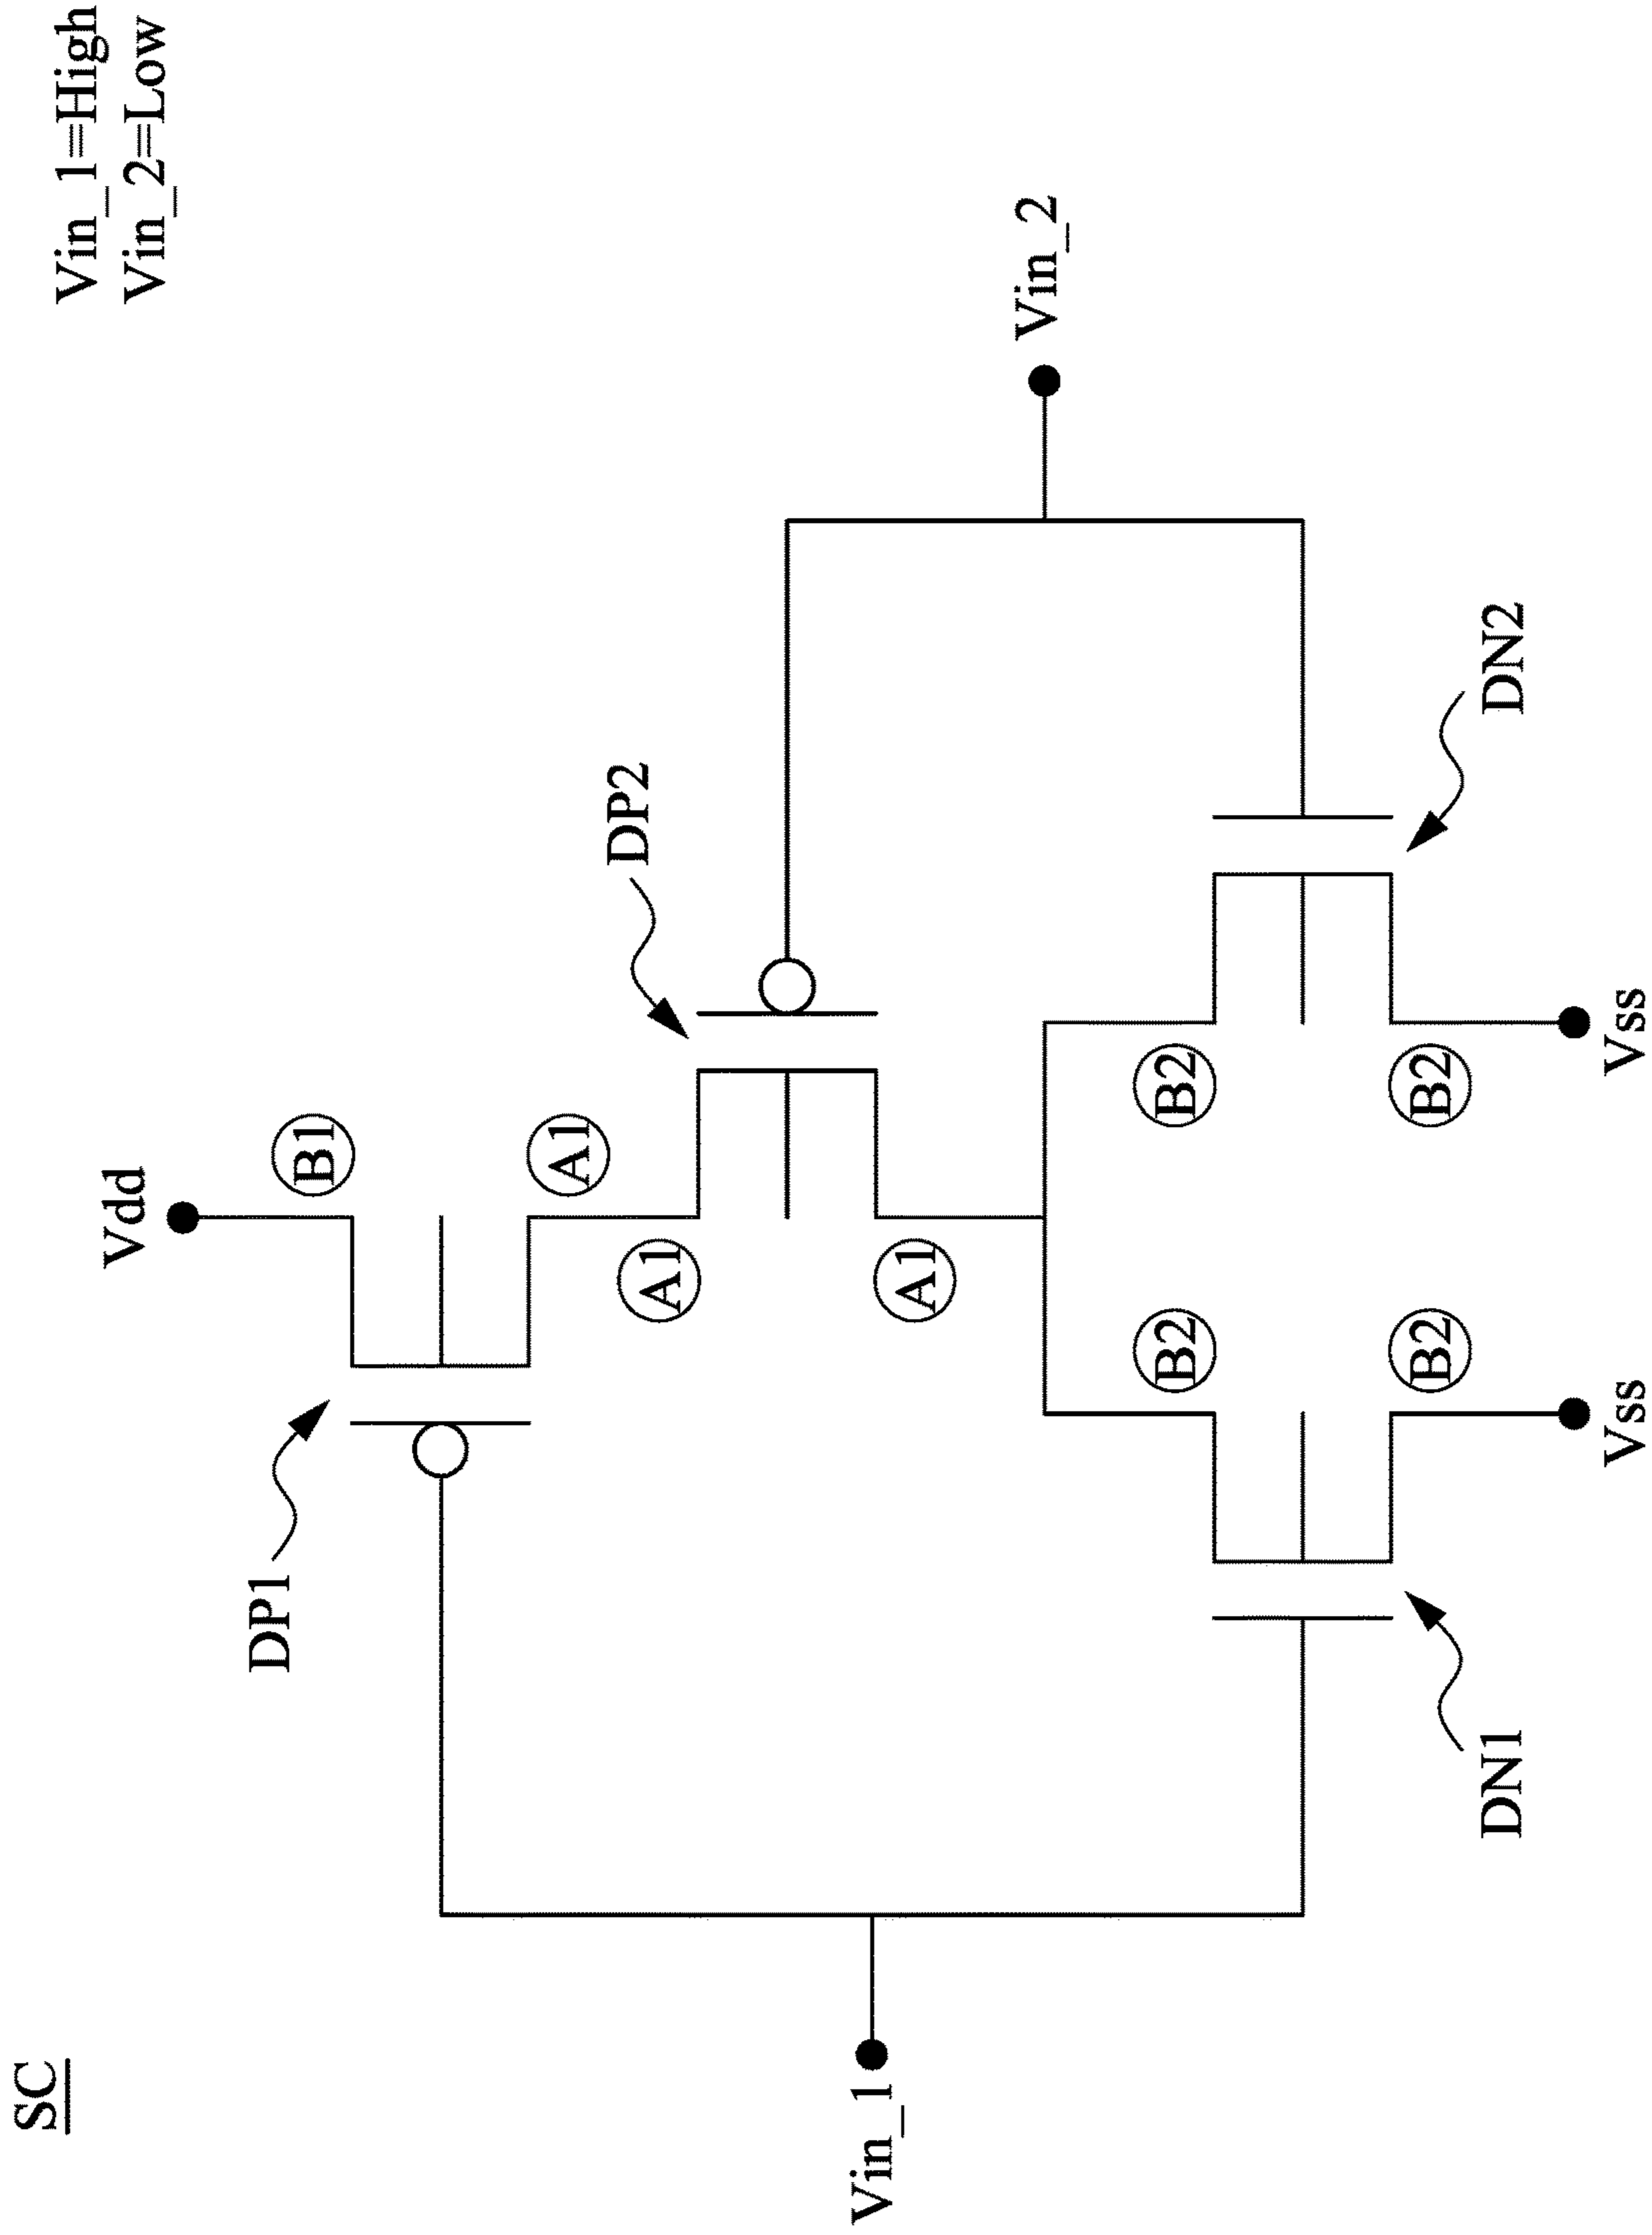 SC
Vin_1=High
Vin_2=Low
Vdd
B1
DP1
A1
DP2
A1
A1
Vin_1
Vin_2
B2
B2
B2
B2
DN1
DN2
Vss
Vss